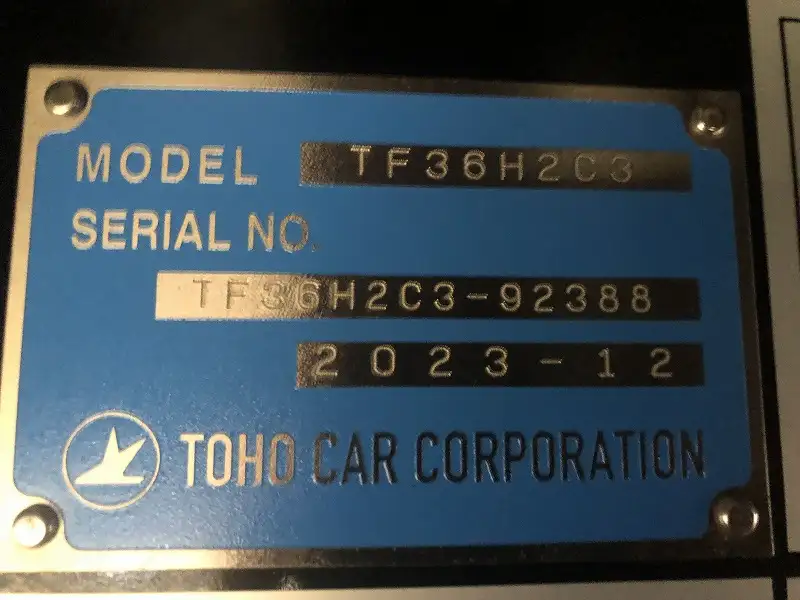 MODEL TF36H2C3
SERIAL NO.
TF36H2C3-92388
2023-12
TOHO CAR CORPORATION